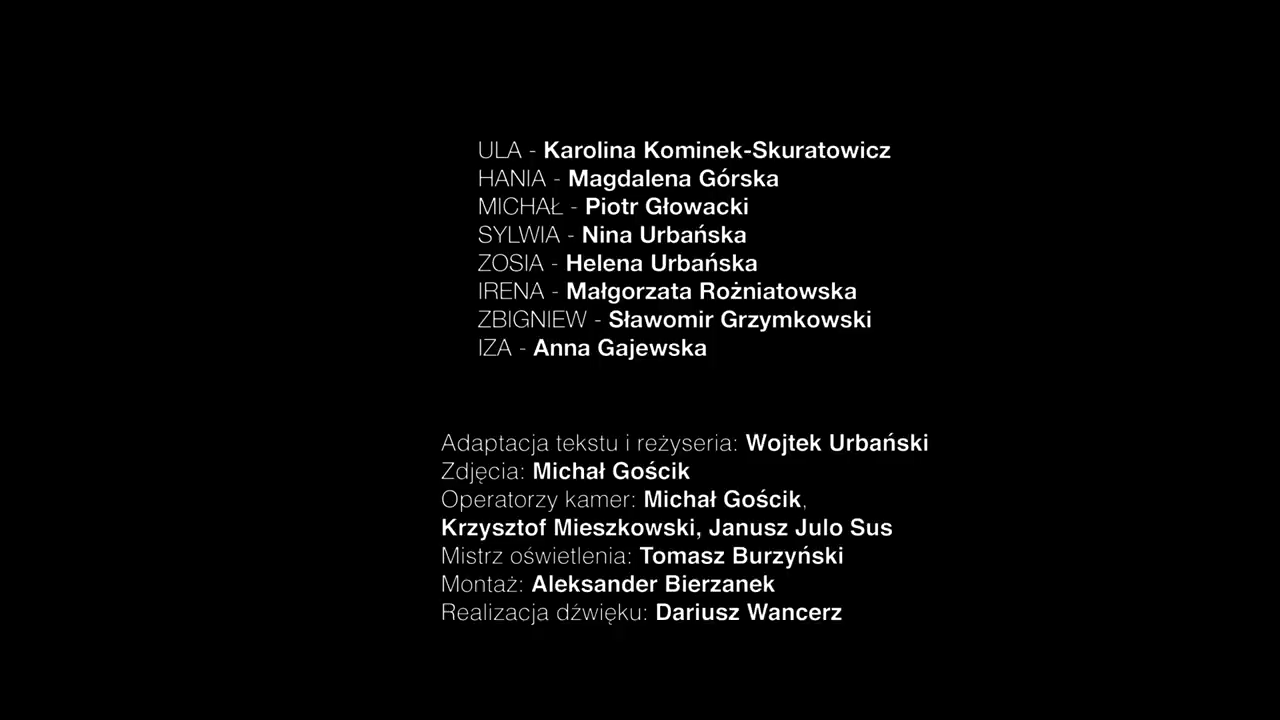 ULA - Karolina Kominek-Skuratowicz
HANIA - Magdalena Górska
MICHAŁ - Piotr Głowacki
SYLWIA - Nina Urbańska
ZOSIA - Helena Urbańska
IRENA - Małgorzata Rożniatowska
ZBIGNIEW - Sławomir Grzymkowski
IZA - Anna Gajewska
Adaptacja tekstu i reżyseria: Wojtek Urbański
Zdjęcia: Michał Gościk
Operatorzy kamer: Michał Gościk,
Krzysztof Mieszkowski, Janusz Julo Sus
Mistrz oświetlenia: Tomasz Burzyński
Montaż: Aleksander Bierzanek
Realizacja dźwięku: Dariusz Wancerz